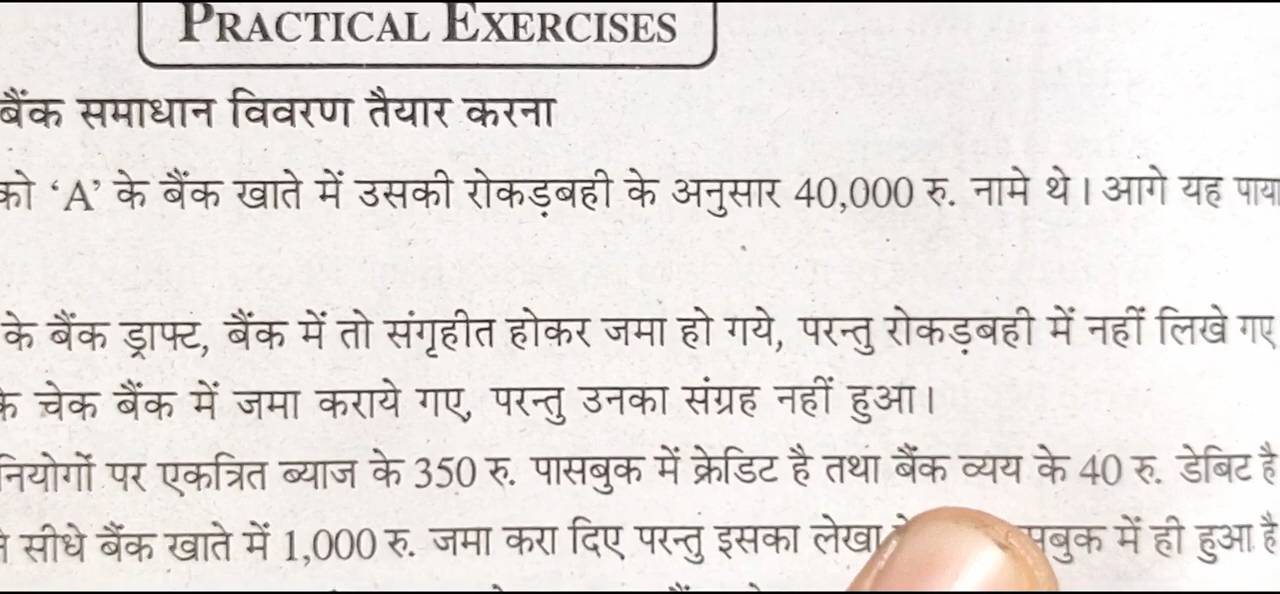 PRACTICAL EXERCISES
बैंक समाधान विवरण तैयार करना
को ‘A’ के बैंक खाते में उसकी रोकड़बही के अनुसार 40,000 रु. नामे थे। आगे यह पाया
के बैंक ड्राफ्ट, बैंक में तो संगृहीत होकर जमा हो गये, परन्तु रोकड़बही में नहीं लिखे गए
के चेक बैंक में जमा कराये गए, परन्तु उनका संग्रह नहीं हुआ।
पर एकत्रित ब्याज के 350 रु. पासबुक में क्रेडिट है तथा बैंक व्यय के 40 रु. डेबिट है
सीधे बैंक खाते में 1,000 रु. जमा करा दिए परन्तु इसका लेखा में ही हुआ है